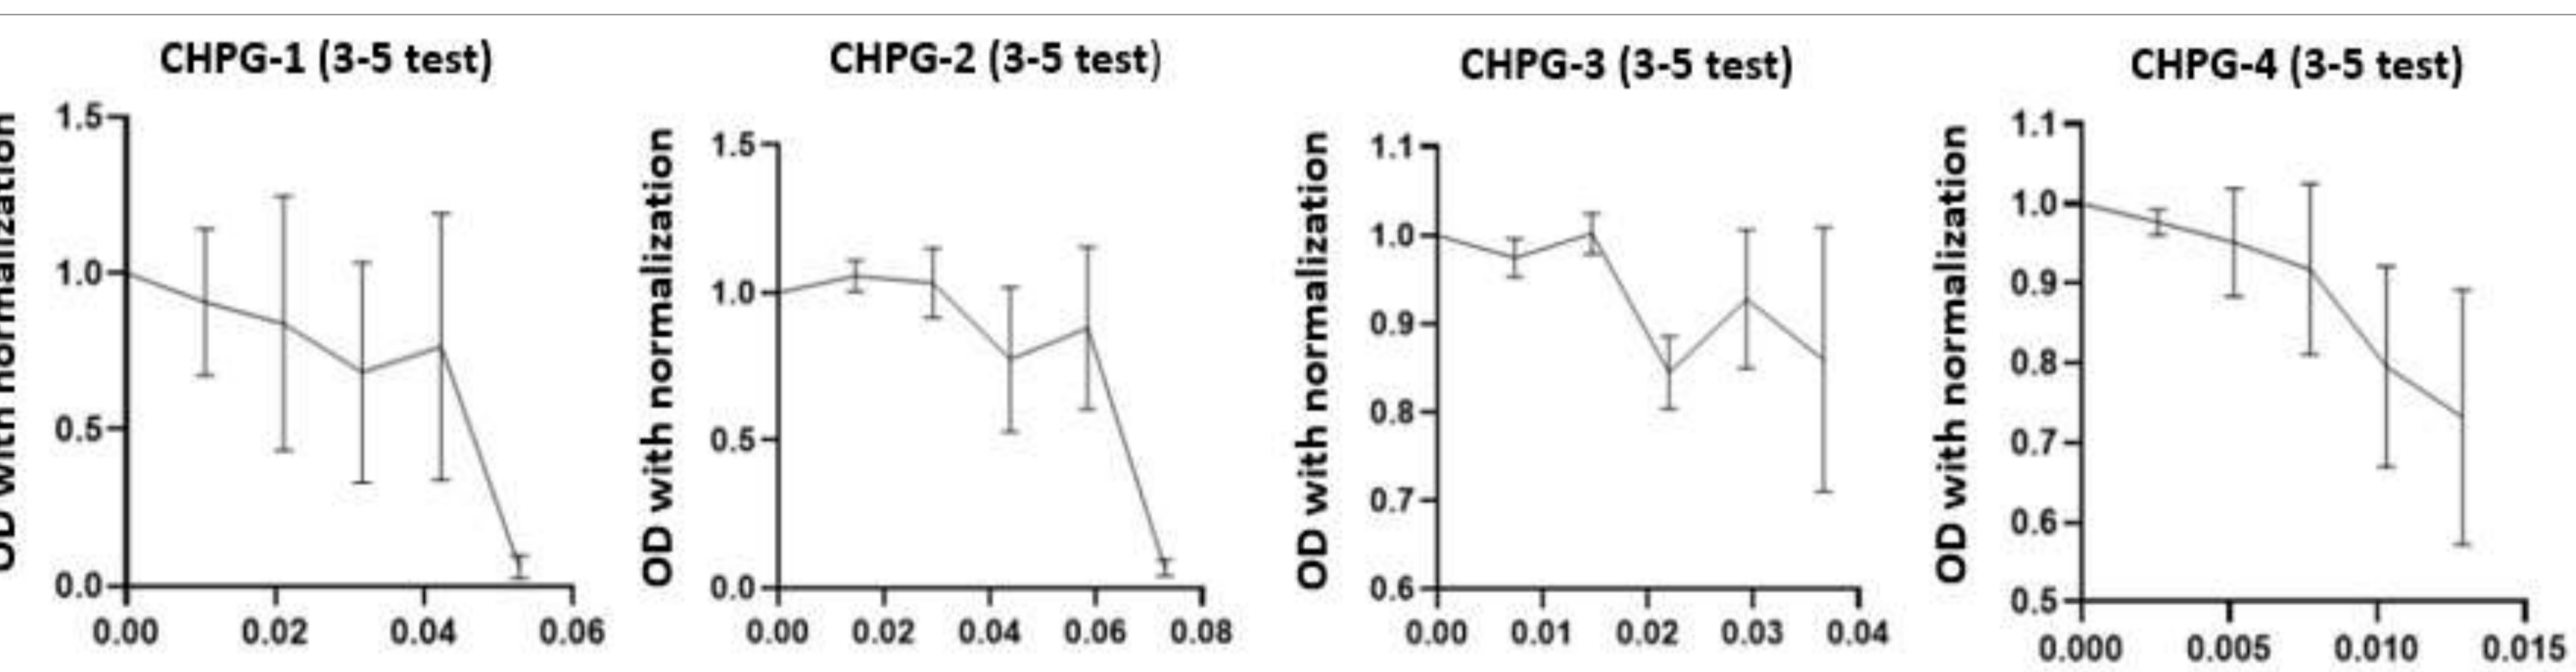 CHPG-1 (3-5 test)
OD with normalization
1.5
1.0
0.5
0.0
0.00 0.02 0.04 0.06
CHPG-2 (3-5 test)
OD with normalization
1.5
1.0
0.5
0.0
0.00 0.02 0.04 0.06 0.08
CHPG-3 (3-5 test)
OD with normalization
1.1
1.0
0.9
0.8
0.7
0.6
0.00 0.01 0.02 0.03 0.04
CHPG-4 (3-5 test)
OD with normalization
1.1
1.0
0.9
0.8
0.7
0.6
0.5
0.000 0.005 0.010 0.015